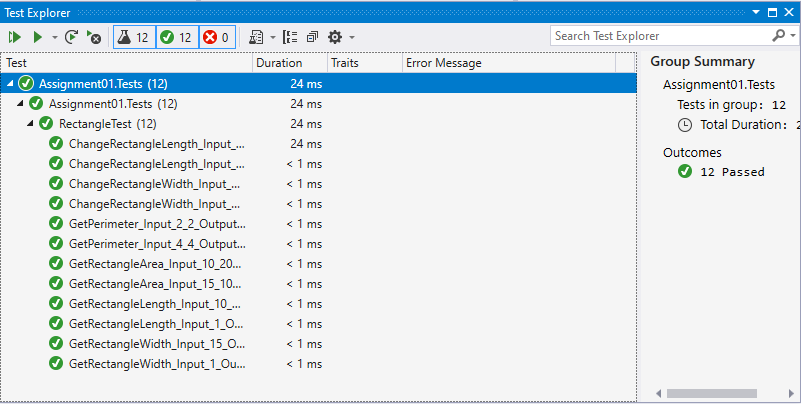 Test Explorer
12 12 0 Search Test Explorer
Test Duration Traits Error Message
Assignment01.Tests (12) 24 ms
Assignment01.Tests (12) 24 ms
RectangleTest (12) 24 ms
ChangeRectangleLength_Input_... 24 ms
ChangeRectangleLength_Input_... < 1 ms
ChangeRectangleWidth_Input_... < 1 ms
ChangeRectangleWidth_Input_... < 1 ms
GetPerimeter_Input_2_2_Output... < 1 ms
GetPerimeter_Input_4_4_Output... < 1 ms
GetRectangleArea_Input_10_20... < 1 ms
GetRectangleArea_Input_15_10... < 1 ms
GetRectangleLength_Input_10_... < 1 ms
GetRectangleLength_Input_1_O... < 1 ms
GetRectangleWidth_Input_15_O... < 1 ms
GetRectangleWidth_Input_1_Ou... < 1 ms
Group Summary
Assignment01.Tests
Tests in group: 12
Total Duration: 2
Outcomes
12 Passed